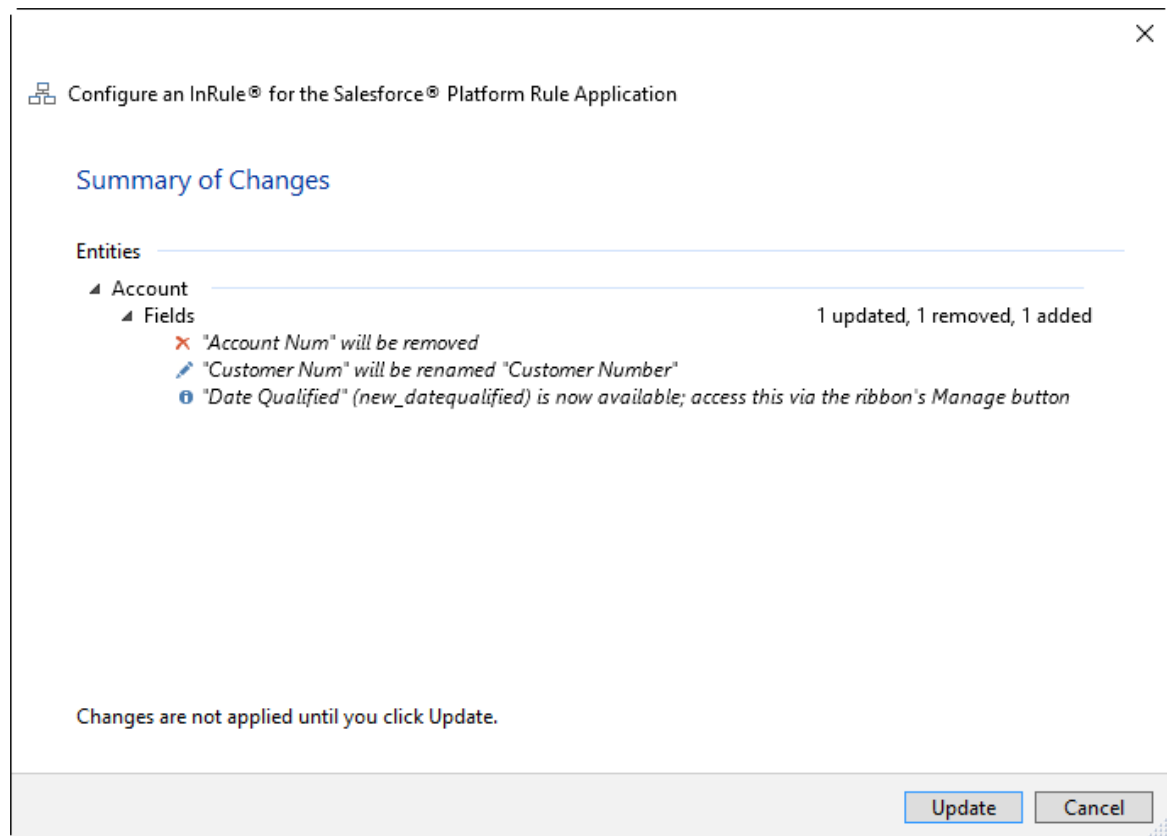 Configure an InRule® for the Salesforce® Platform Rule Application
Summary of Changes
Entities
Account
Fields 1 updated, 1 removed, 1 added
"Account Num" will be removed
"Customer Num" will be renamed "Customer Number"
"Date Qualified" (new_datequalified) is now available; access this via the ribbon's Manage button
Changes are not applied until you click Update.
Update Cancel